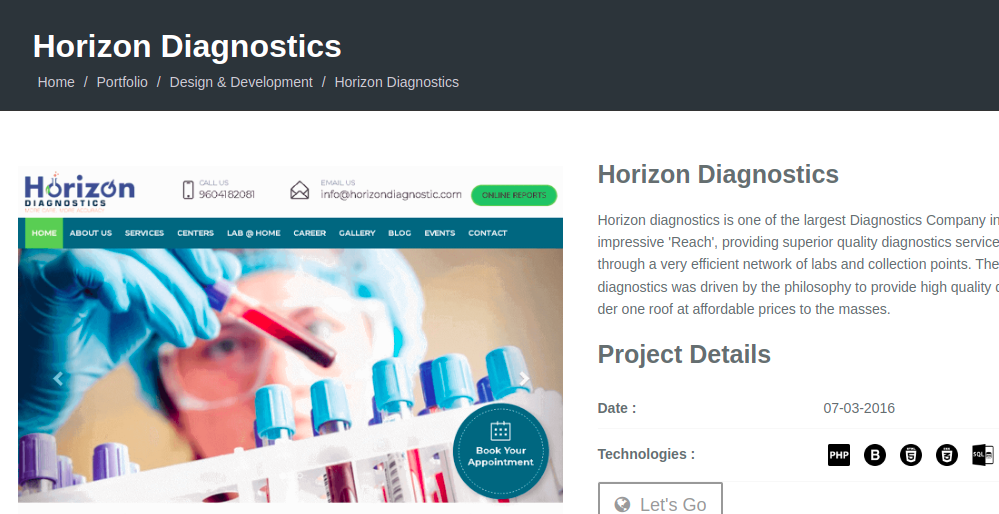 Horizon Diagnostics
Home / Portfolio / Design & Development / Horizon Diagnostics
Horizon
DIAGNOSTICS
CALL US
9604182081
EMAIL US
info@horizondiagnostic.com
ONLINE REPORTS
HOME ABOUT US SERVICES CENTERS LAB @ HOME CAREER GALLERY BLOG EVENTS CONTACT
Book Your
Appointment
Horizon Diagnostics
Horizon diagnostics is one of the largest Diagnostics Company in
impressive 'Reach', providing superior quality diagnostics service
through a very efficient network of labs and collection points. The
diagnostics was driven by the philosophy to provide high quality
der one roof at affordable prices to the masses.
Project Details
Date : 07-03-2016
Technologies : PHP B SQL
Let's Go